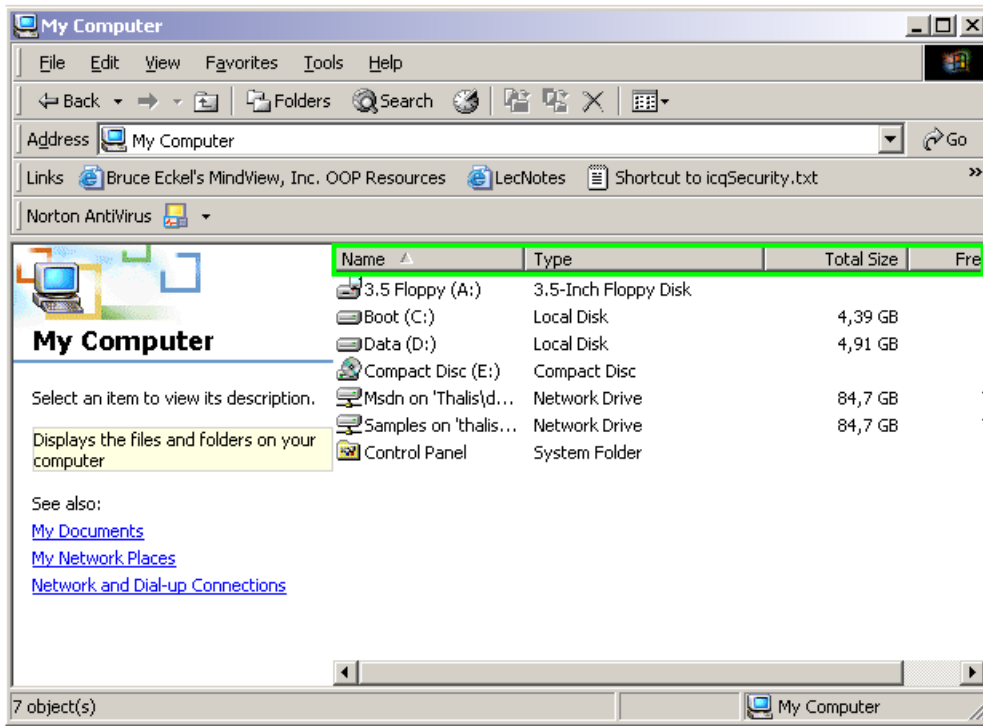 My Computer
File Edit View Favorites Tools Help
Back Folders Search
Address My Computer Go
Links Bruce Eckel's MindView, Inc. OOP Resources LecNotes Shortcut to icqSecurity.txt »
Norton AntiVirus
My Computer
Select an item to view its description.
Displays the files and folders on your
computer
See also:
My Documents
My Network Places
Network and Dial-up Connections
Name Type Total Size Fre
3.5 Floppy (A:) 3.5-Inch Floppy Disk
Boot (C:) Local Disk 4,39 GB
Data (D:) Local Disk 4,91 GB
Compact Disc (E:) Compact Disc
Msdn on 'Thalis\d... Network Drive 84,7 GB
Samples on 'thalis... Network Drive 84,7 GB
Control Panel System Folder
7 object(s) My Computer